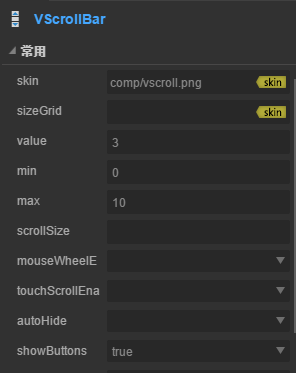 VScrollBar
常用
skin comp/vscroll.png skin
sizeGrid skin
value 3
min 0
max 10
scrollSize
mouseWheelE
touchScrollEna
autoHide
showButtons true